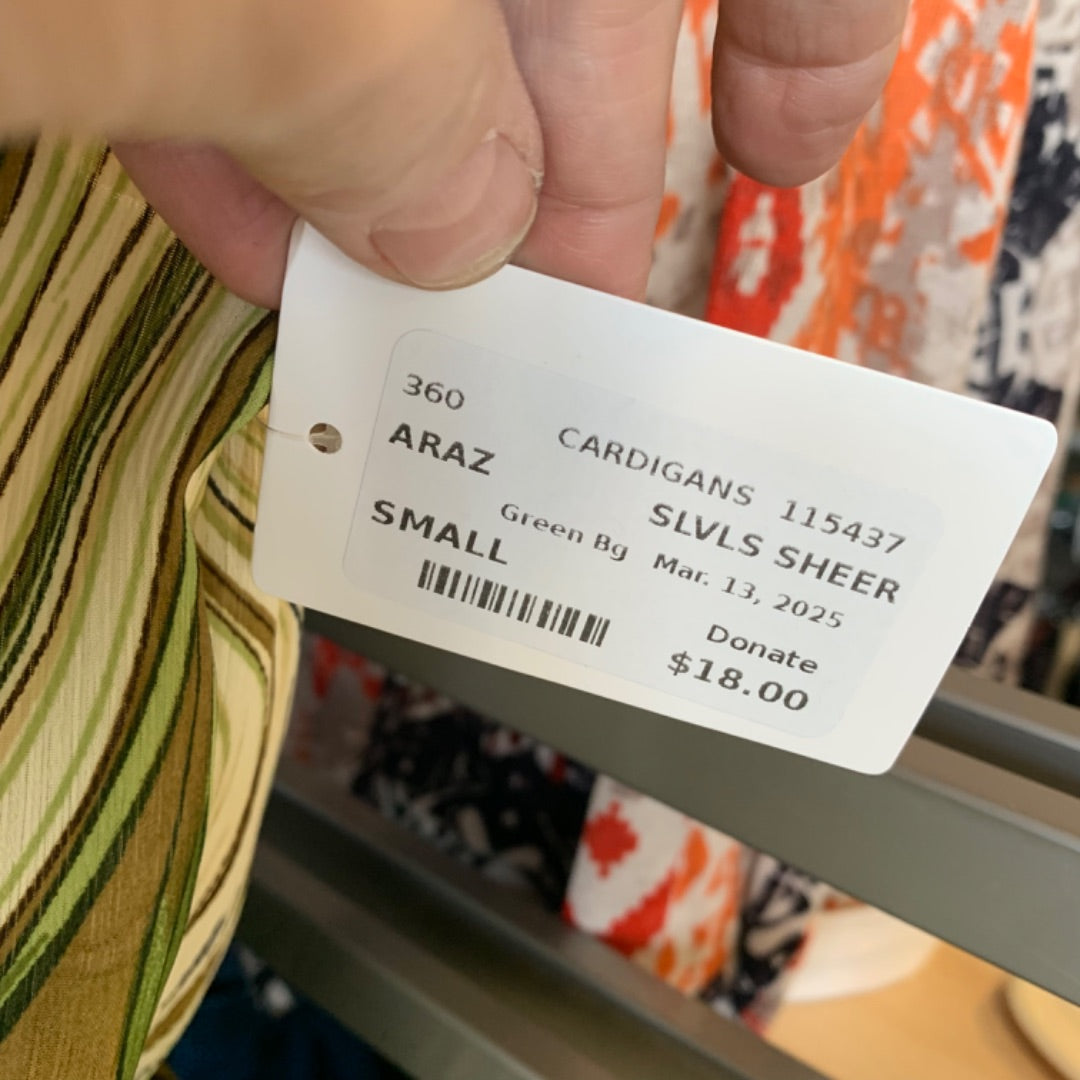 360 CARDIGANS 115437
ARAZ SLVLS SHEER
SMALL Green Bg Mar. 13, 2025
Donate
$18.00